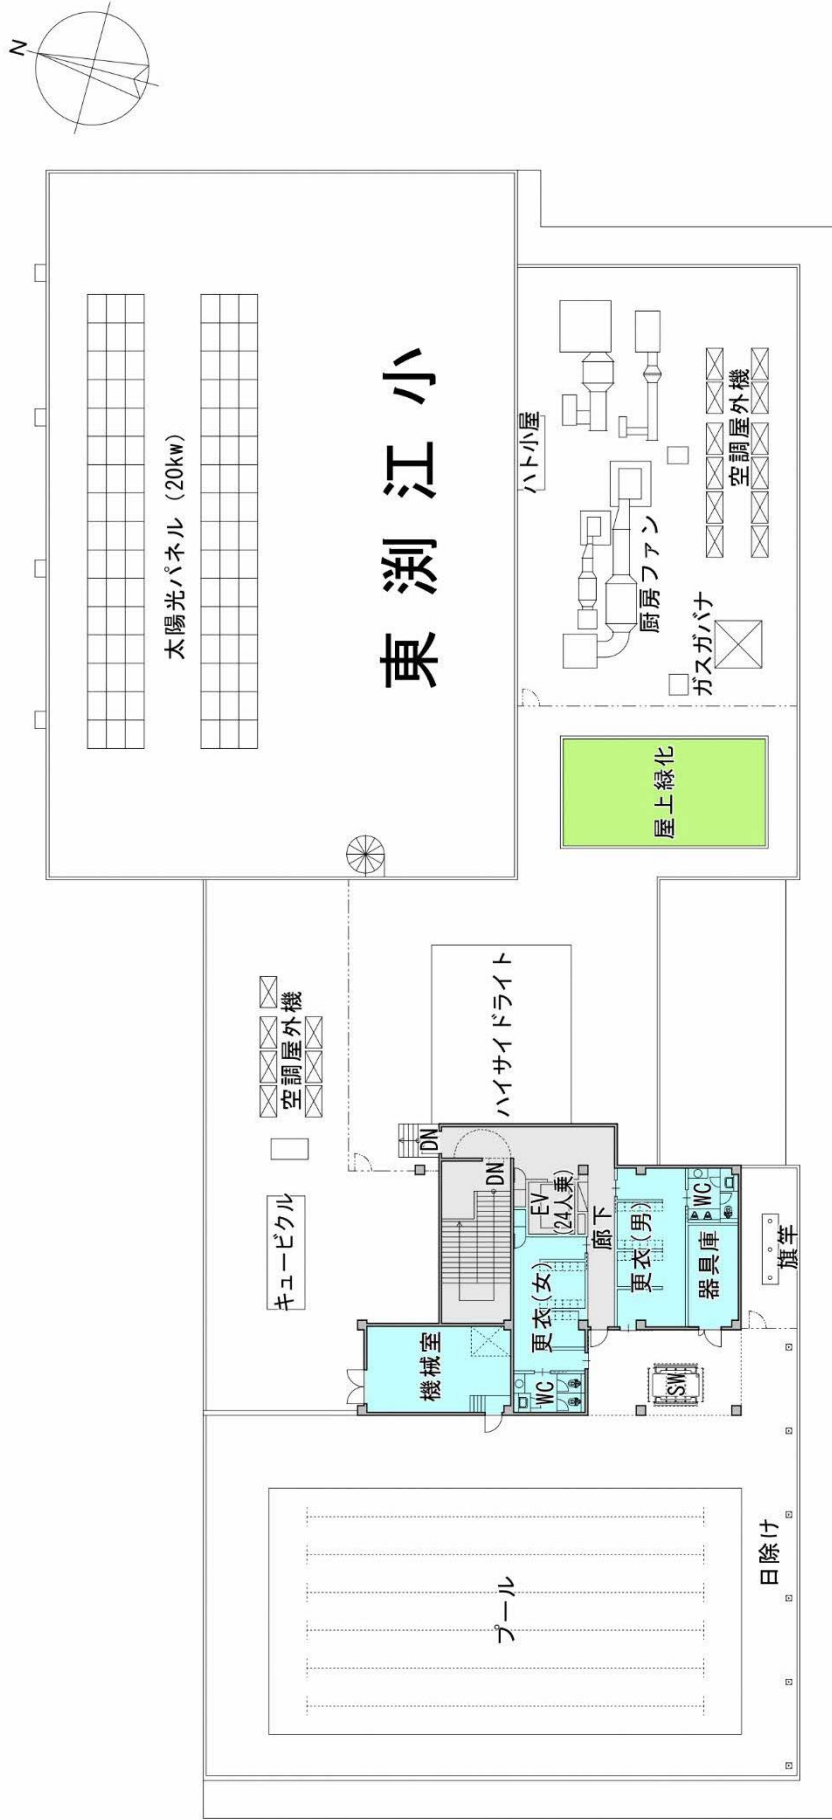 N
太陽光パネル (20kw)
東渕江小
ハト小屋
空調屋外機
厨房ファン
ガスガバナ
屋上緑化
空調屋外機
ハイサイドライト
キュービクル
DN
DN
EV
(24人乗)
廊下
更衣(女)
更衣(男)
WC
器具庫
旗竿
機械室
WC
SW
プール
日除け